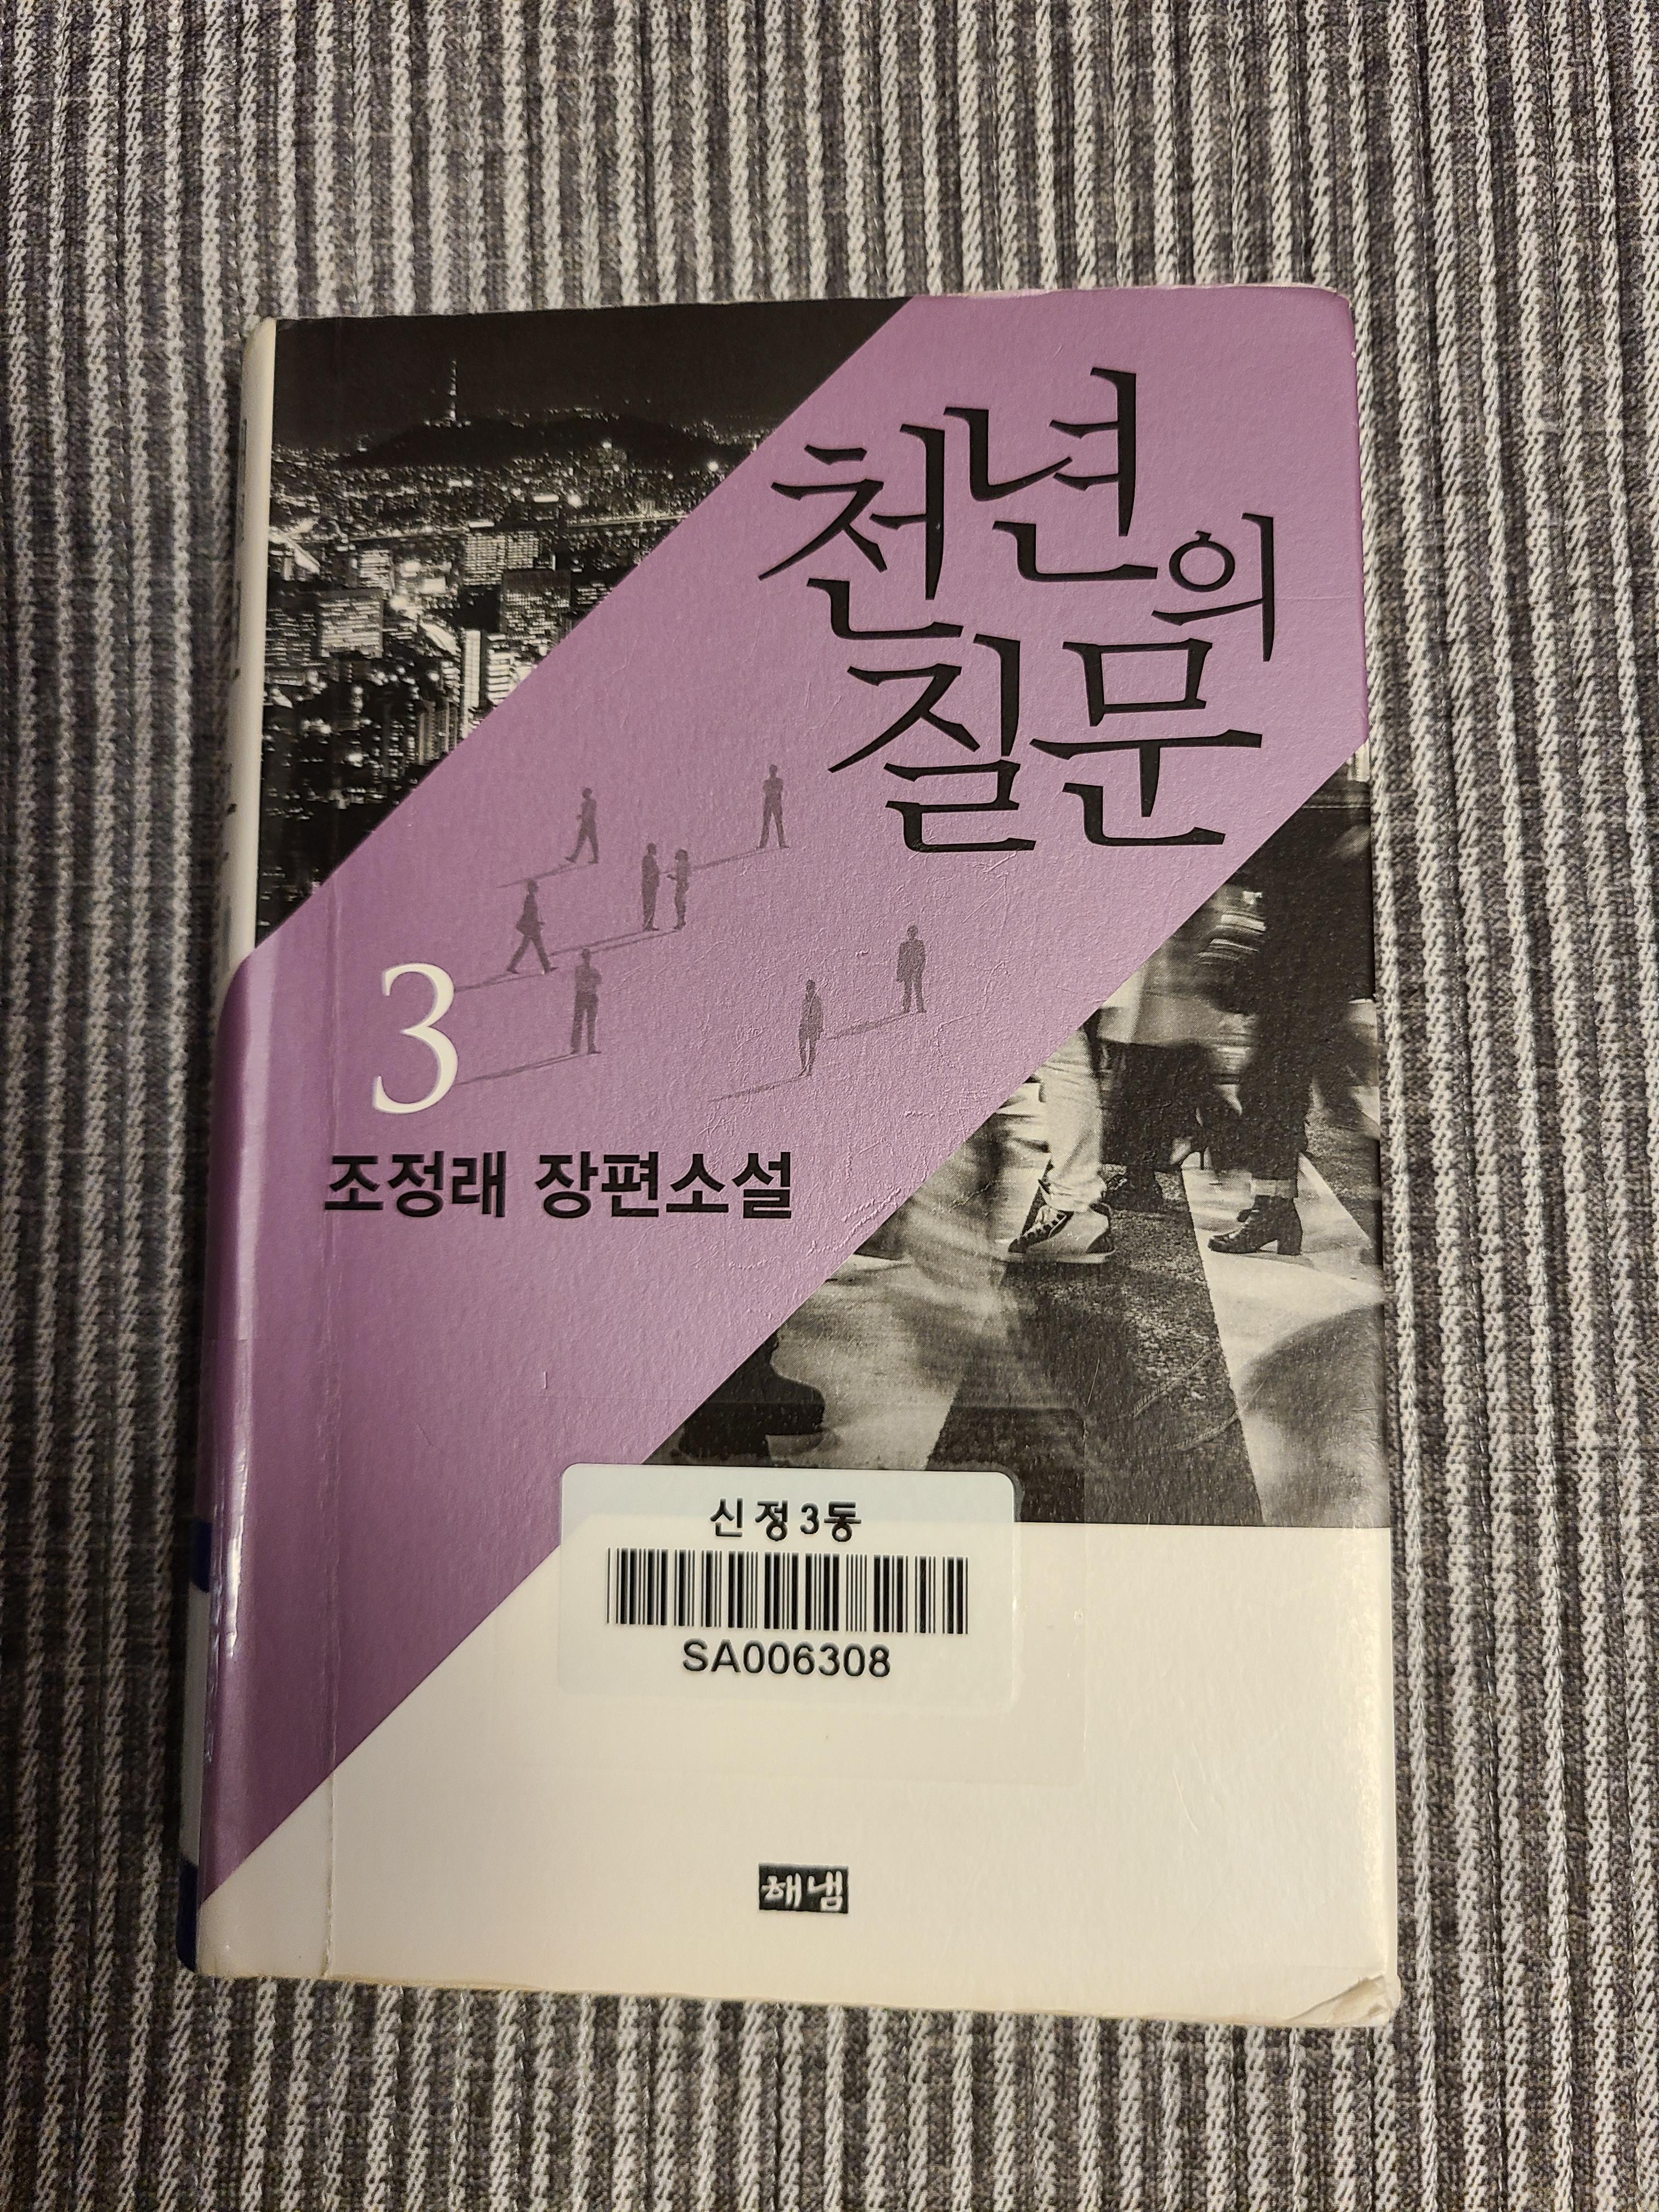 천년의
질문
3
조정래 장편소설
신정3동
SA006308
해냄